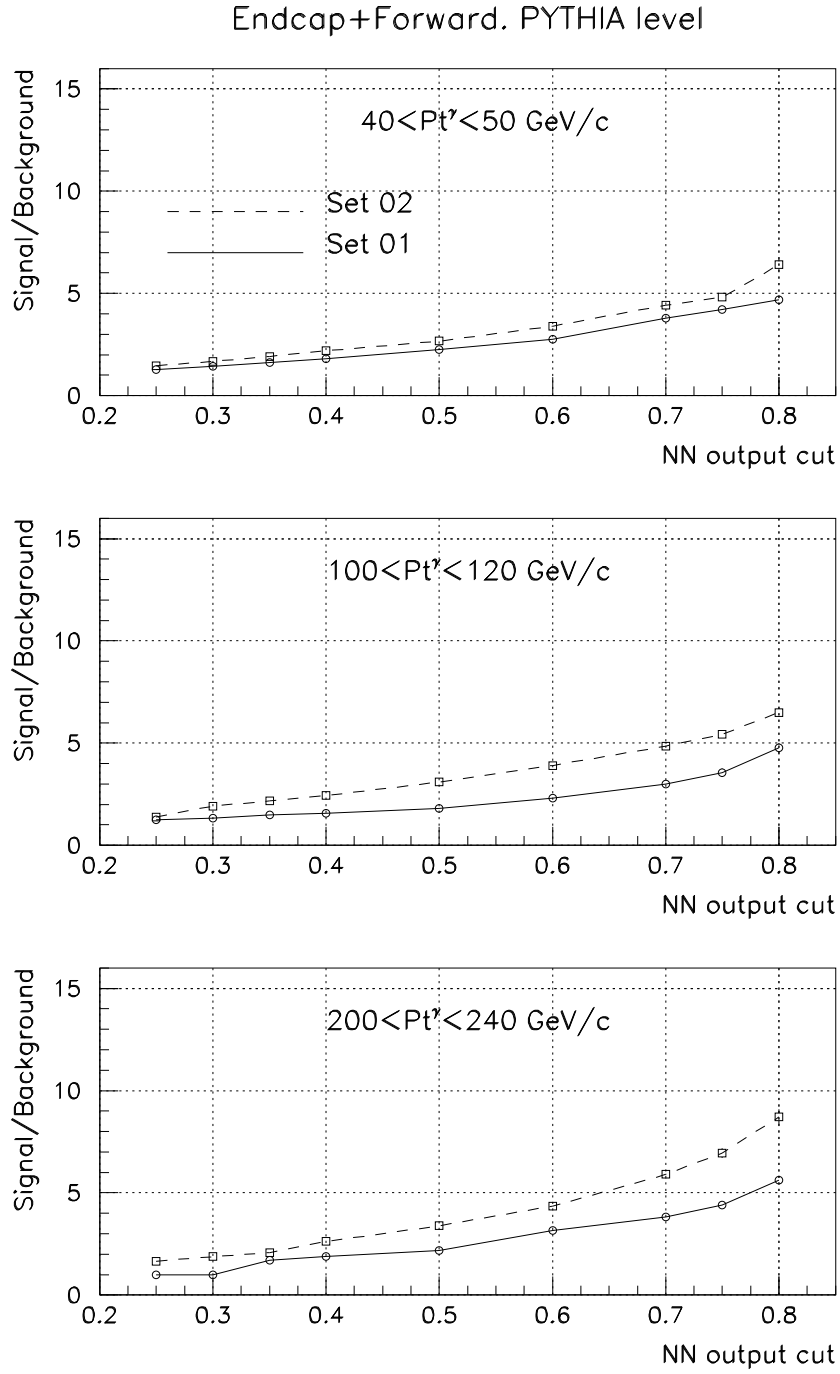 Endcap+Forward. PYTHIA level
Signal/Background
15
10
5
0
40<Ptᵞ<50 GeV/c
Set 02
Set 01
0.2 0.3 0.4 0.5 0.6 0.7 0.8
NN output cut
Signal/Background
15
10
5
0
100<Ptᵞ<120 GeV/c
0.2 0.3 0.4 0.5 0.6 0.7 0.8
NN output cut
Signal/Background
15
10
5
0
200<Ptᵞ<240 GeV/c
0.2 0.3 0.4 0.5 0.6 0.7 0.8
NN output cut